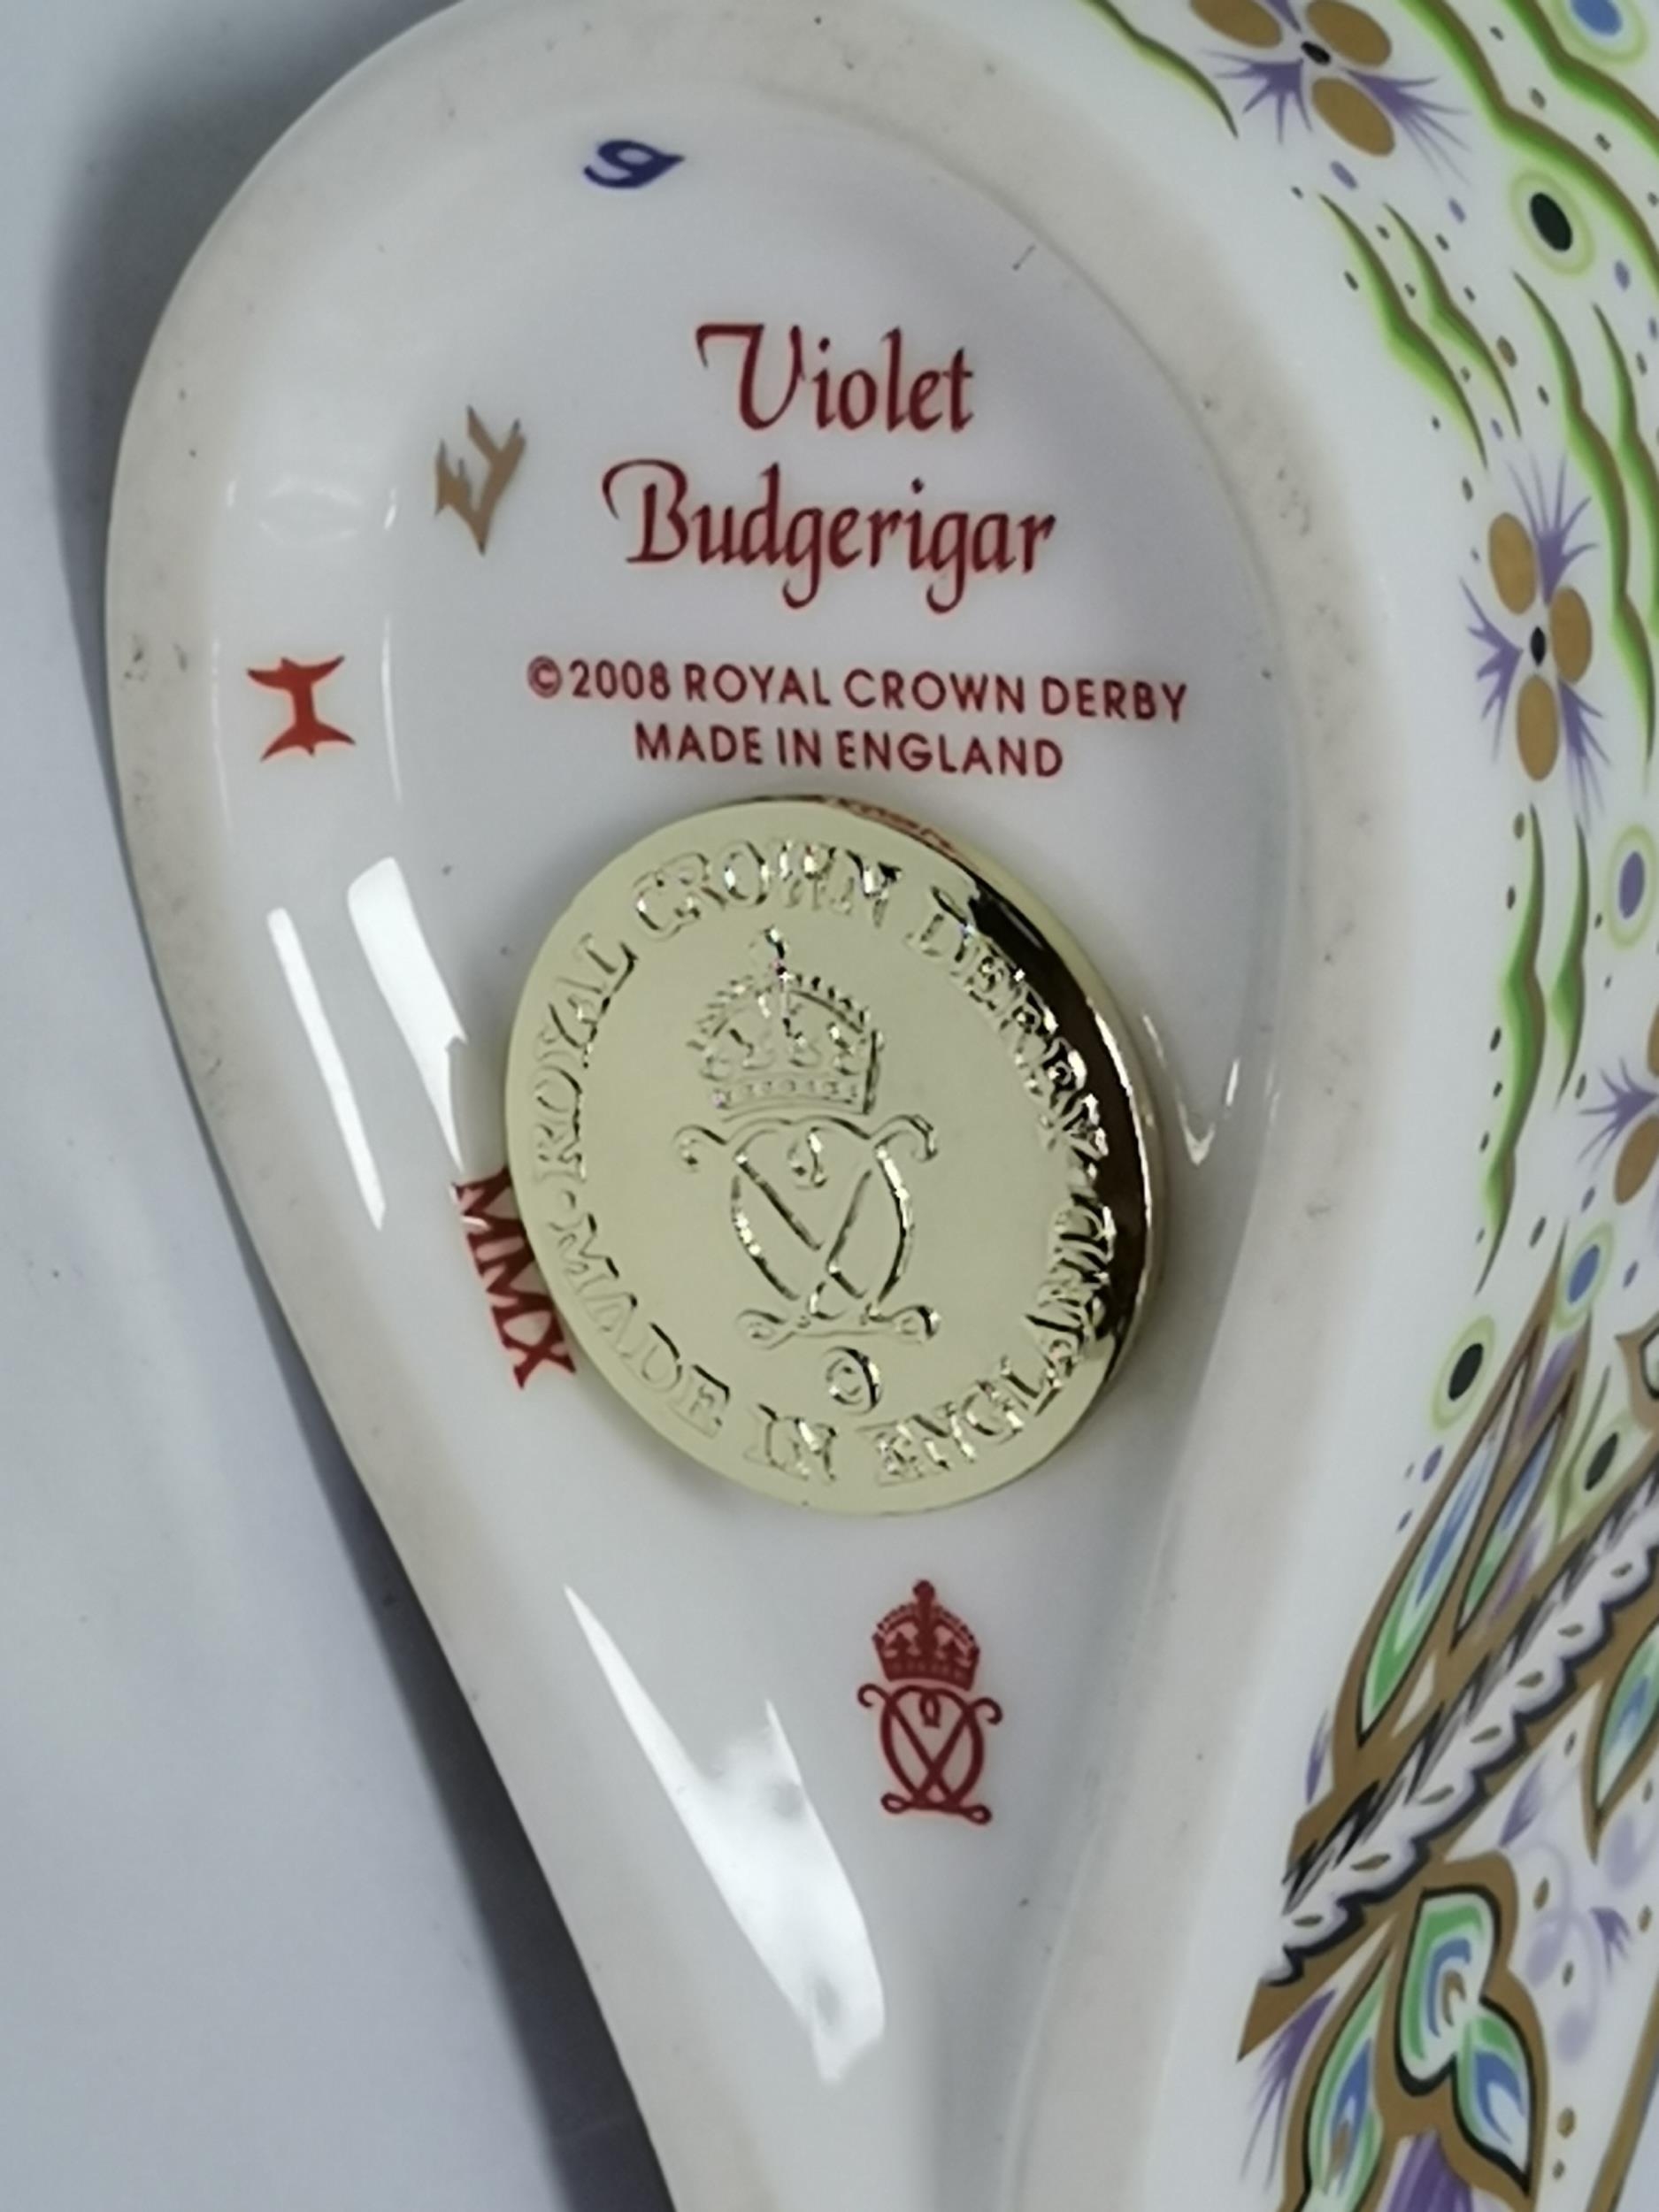 Violet
Budgerigar
©2008 ROYAL CROWN DERBY
MADE IN ENGLAND
ROYAL CROWN DERBY
MADE IN ENGLAND
MMX